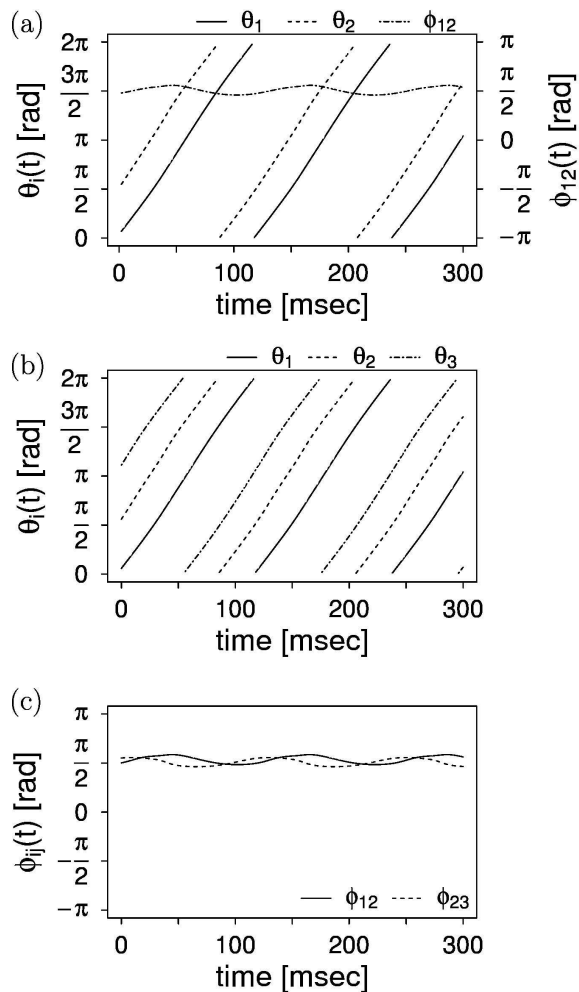 (a) θ1 θ2 ϕ12
2π π
3π/2 π/2
π 0
π/2 -π/2
0 -π
θi(t) [rad]
ϕ12(t) [rad]
0 100 200 300
time [msec]
(b) θ1 θ2 θ3
2π
3π/2
π
π/2
0
θi(t) [rad]
0 100 200 300
time [msec]
(c)
π
π/2
0
-π/2
-π
ϕij(t) [rad]
ϕ12 ϕ23
0 100 200 300
time [msec]